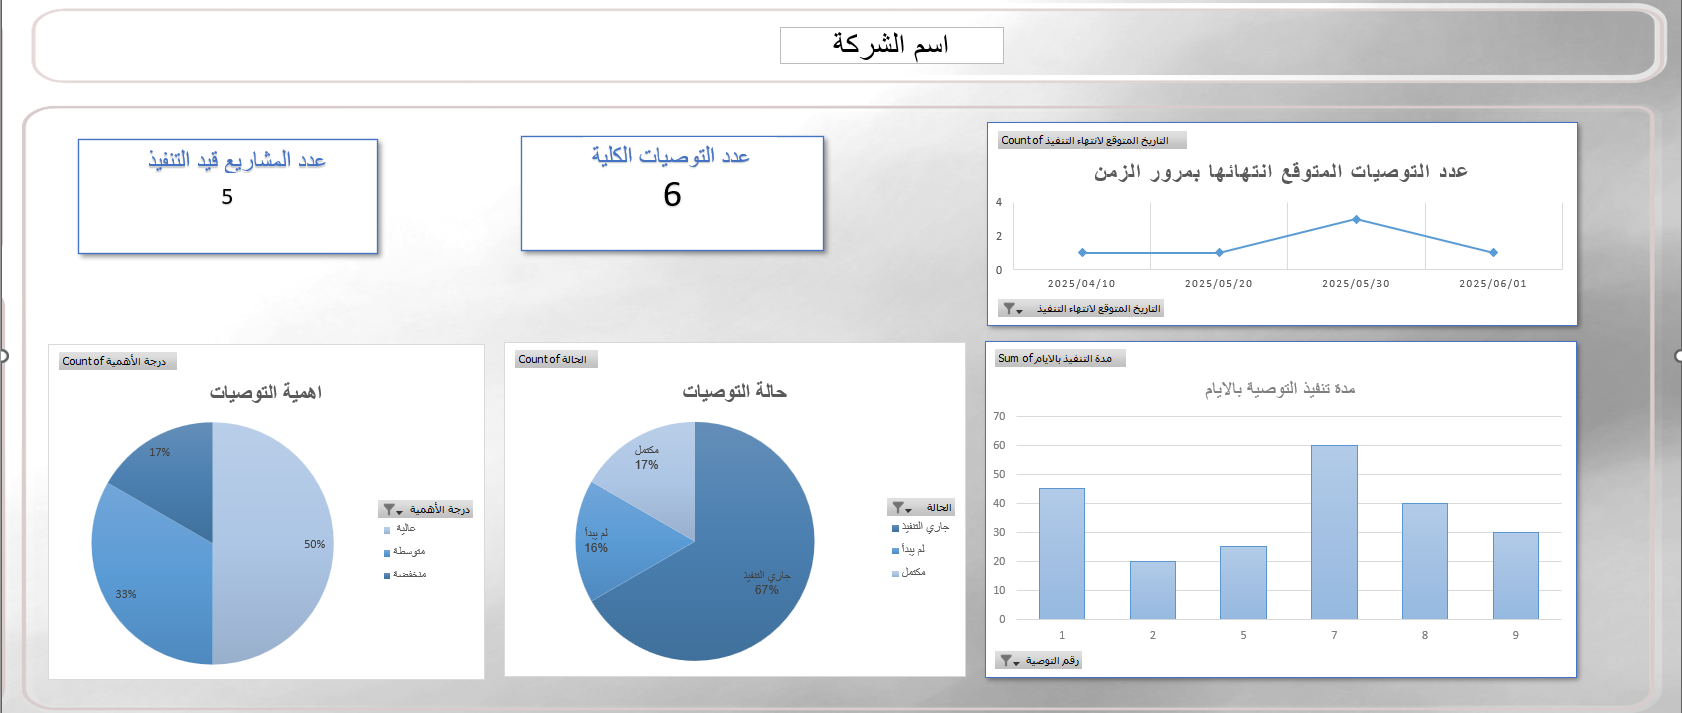 اسم الشركة
Count of التاريخ المتوقع لانتهاء التنفيذ
عدد التوصيات المتوقع انتهائها بمرور الزمن
4
2
0
2025/04/10
2025/05/20
2025/05/30
2025/06/01
التاريخ المتوقع لانتهاء التنفيذ
عدد التوصيات الكلية
6
عدد المشاريع قيد التنفيذ
5
Sum of مدة التنفيذ بالايام
مدة تنفيذ التوصية بالايام
70
60
50
40
30
20
10
0
1
2
5
7
8
9
رقم التوصية
Count of الحالة
حالة التوصيات
مكتمل
17%
لم يبدأ
16%
جاري التنفيذ
67%
الحالة
جاري التنفيذ
لم يبدأ
مكتمل
Count of درجة الأهمية
اهمية التوصيات
17%
50%
33%
درجة الأهمية
عالية
متوسطة
منخفضة